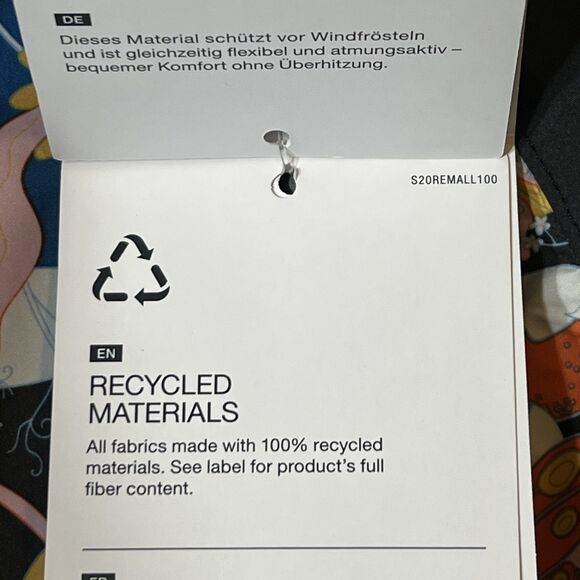 DE
Dieses Material schützt vor Windfrösteln
und ist gleichzeitig flexibel und atmungsaktiv –
bequemer Komfort ohne Überhitzung.
S20REMALL100
EN
RECYCLED
MATERIALS
All fabrics made with 100% recycled
materials. See label for product's full
fiber content.